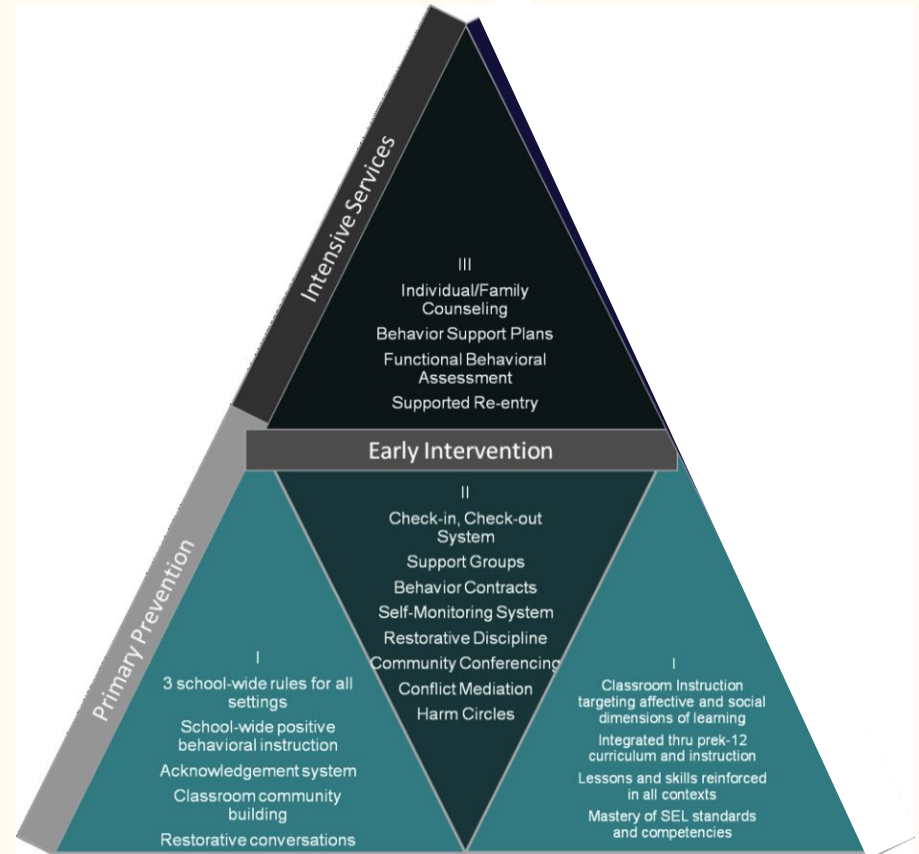 Intensive Services
III
Individual/Family
Counseling
Behavior Support Plans
Functional Behavioral
Assessment
Supported Re-entry
Early Intervention
II
Check-in, Check-out
System
Support Groups
Behavior Contracts
Self-Monitoring System
Restorative Discipline
Community Conferencing
Conflict Mediation
Harm Circles
Primary Prevention
I
3 school-wide rules for all
settings
School-wide positive
behavioral instruction
Acknowledgement system
Classroom community
building
Restorative conversations
I
Classroom Instruction
targeting affective and social
dimensions of learning
Integrated thru prek-12
curriculum and instruction
Lessons and skills reinforced
in all contexts
Mastery of SEL standards
and competencies